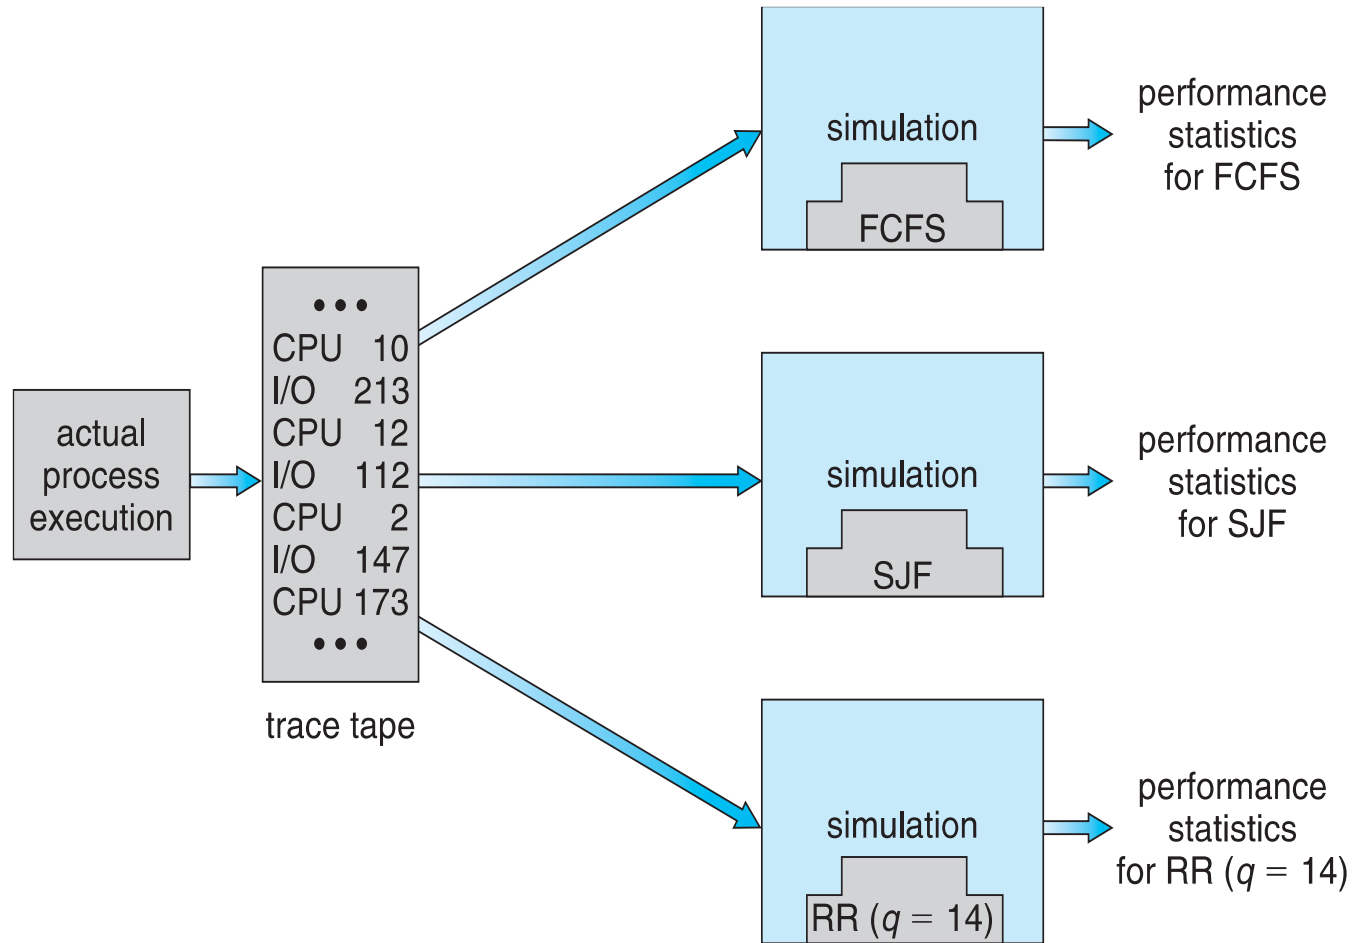 actual
process
execution
• • •
CPU 10
I/O 213
CPU 12
I/O 112
CPU 2
I/O 147
CPU 173
• • •
trace tape
simulation
FCFS
performance
statistics
for FCFS
simulation
SJF
performance
statistics
for SJF
simulation
RR (q = 14)
performance
statistics
for RR (q = 14)